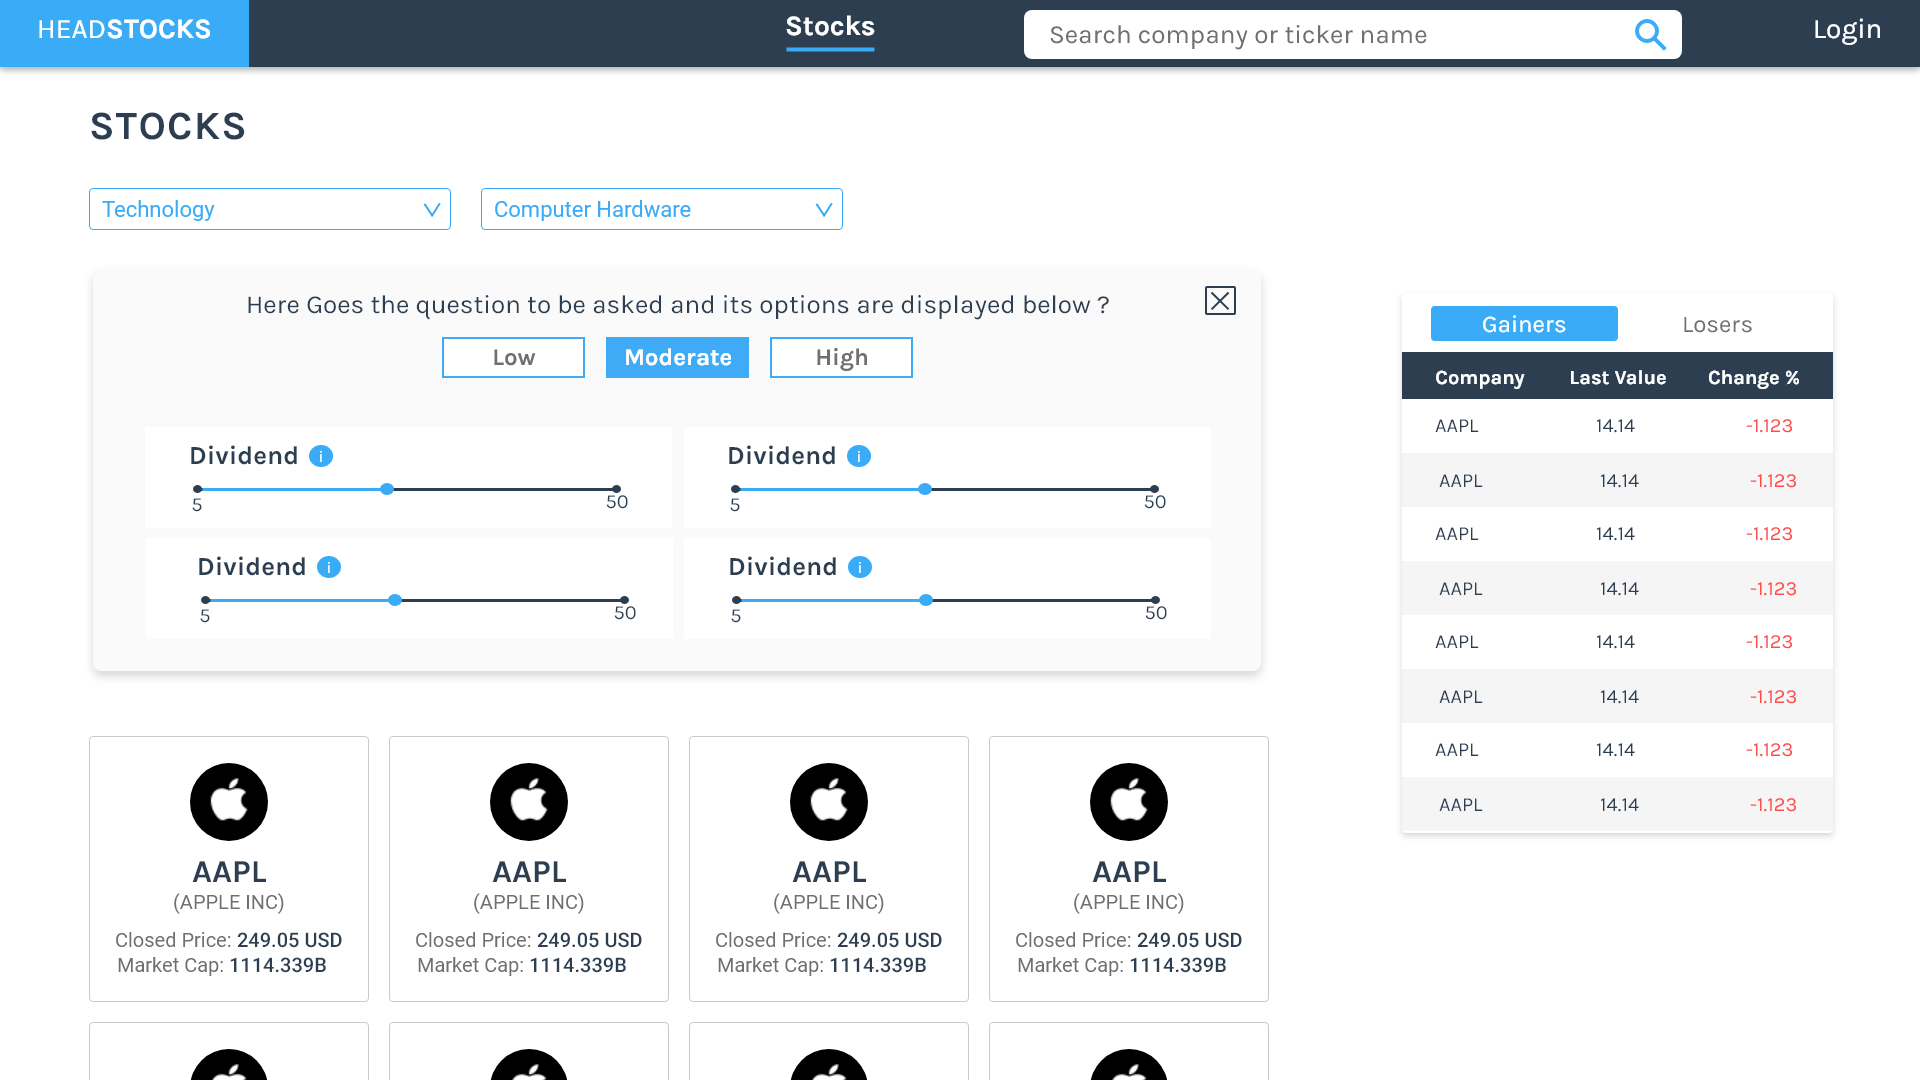 HEADSTOCKS
Stocks
Search company or ticker name
Login
STOCKS
Technology
Computer Hardware
Here Goes the question to be asked and its options are displayed below ?
Low
Moderate
High
Dividend i
5
50
Dividend i
5
50
Dividend i
5
50
Dividend i
5
50
Gainers
Losers
Company Last Value Change %
AAPL 14.14 -1.123
AAPL 14.14 -1.123
AAPL 14.14 -1.123
AAPL 14.14 -1.123
AAPL 14.14 -1.123
AAPL 14.14 -1.123
AAPL 14.14 -1.123
AAPL 14.14 -1.123
AAPL
(APPLE INC)
Closed Price: 249.05 USD
Market Cap: 1114.339B
AAPL
(APPLE INC)
Closed Price: 249.05 USD
Market Cap: 1114.339B
AAPL
(APPLE INC)
Closed Price: 249.05 USD
Market Cap: 1114.339B
AAPL
(APPLE INC)
Closed Price: 249.05 USD
Market Cap: 1114.339B